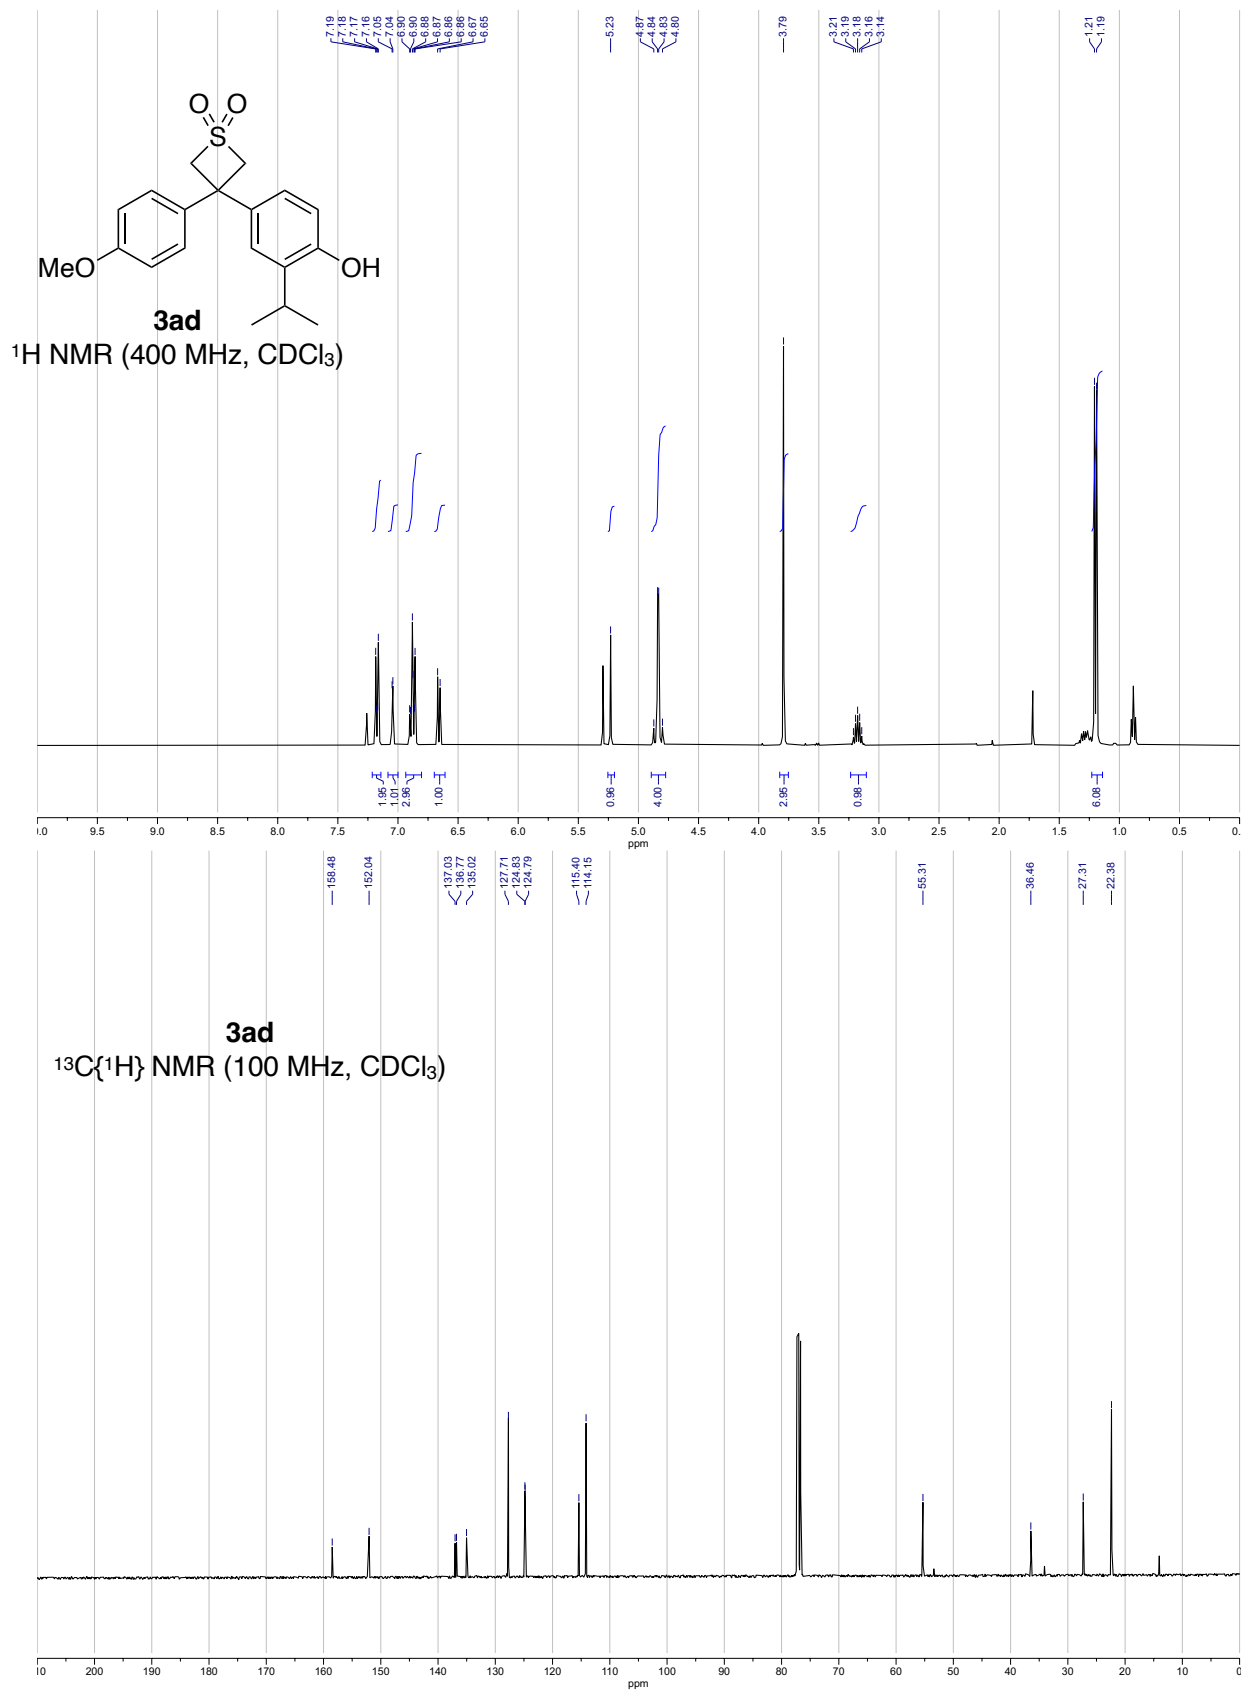 7.19 7.18 7.17 7.16 7.05 7.04 6.90 6.90 6.88 6.87 6.86 6.86 6.67 6.65 5.23 4.87 4.84 4.83 4.80 3.79 3.21 3.19 3.18 3.16 3.14 1.21 1.19
O O
S
MeO OH
3ad
¹H NMR (400 MHz, CDCl₃)
1.95 1.01 2.96 1.00 0.96 4.00 2.95 0.98 6.08
0.0 9.5 9.0 8.5 8.0 7.5 7.0 6.5 6.0 5.5 5.0 4.5 4.0 3.5 3.0 2.5 2.0 1.5 1.0 0.5 0.
ppm
158.48 152.04 137.03 136.77 135.02 127.71 124.83 124.79 115.40 114.15 55.31 36.46 27.31 22.38
3ad
¹³C{¹H} NMR (100 MHz, CDCl₃)
10 200 190 180 170 160 150 140 130 120 110 100 90 80 70 60 50 40 30 20 10 0
ppm